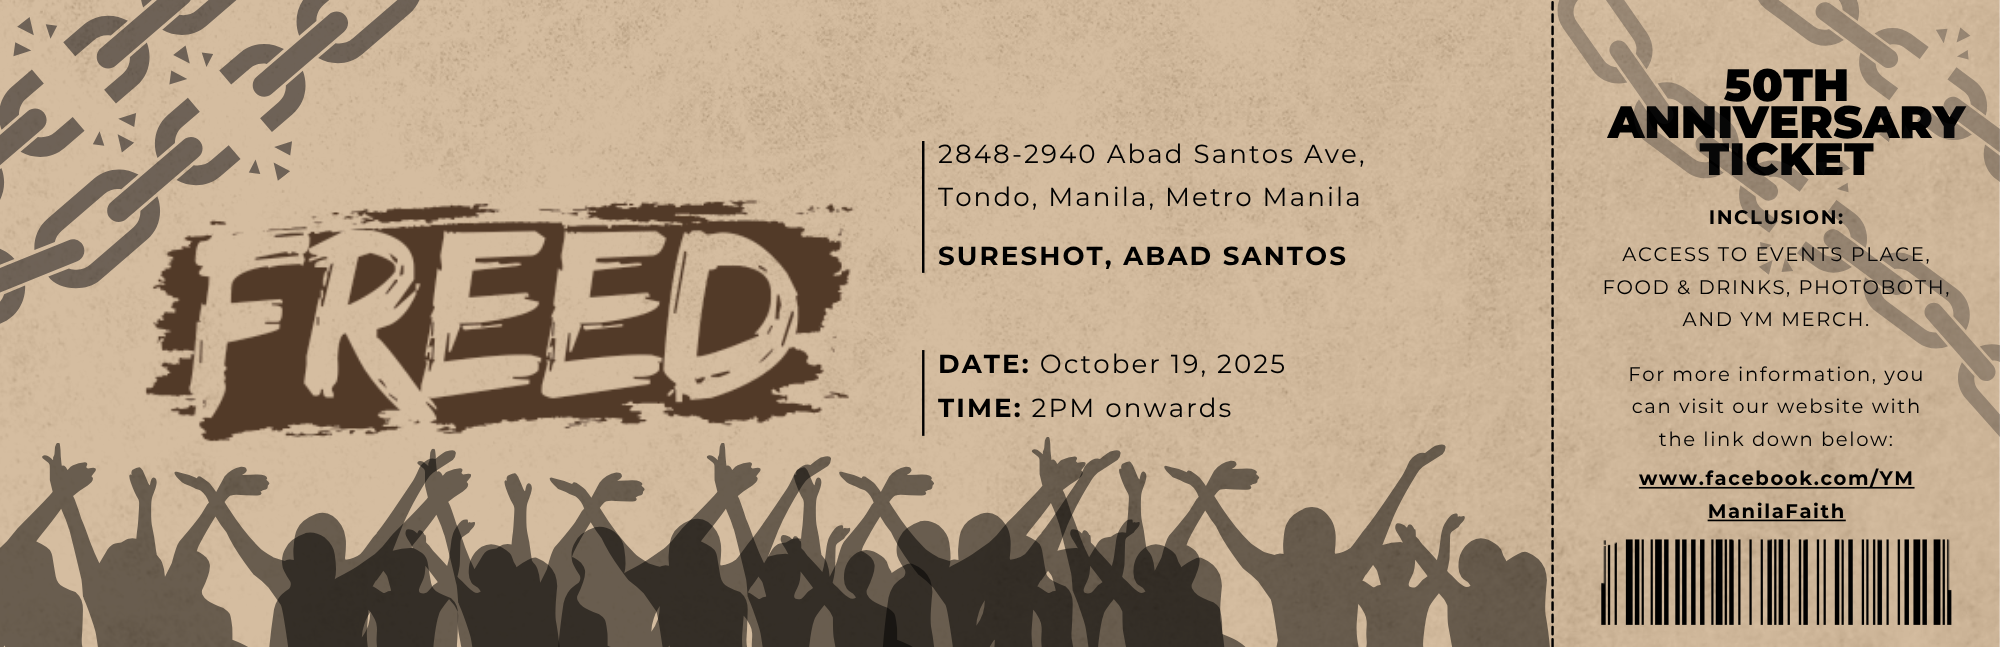 FREED
2848-2940 Abad Santos Ave,
Tondo, Manila, Metro Manila
SURESHOT, ABAD SANTOS
DATE: October 19, 2025
TIME: 2PM onwards
50TH
ANNIVERSARY
TICKET
INCLUSION:
ACCESS TO EVENTS PLACE,
FOOD & DRINKS, PHOTOBOTH,
AND YM MERCH.
For more information, you
can visit our website with
the link down below:
www.facebook.com/YM
ManilaFaith